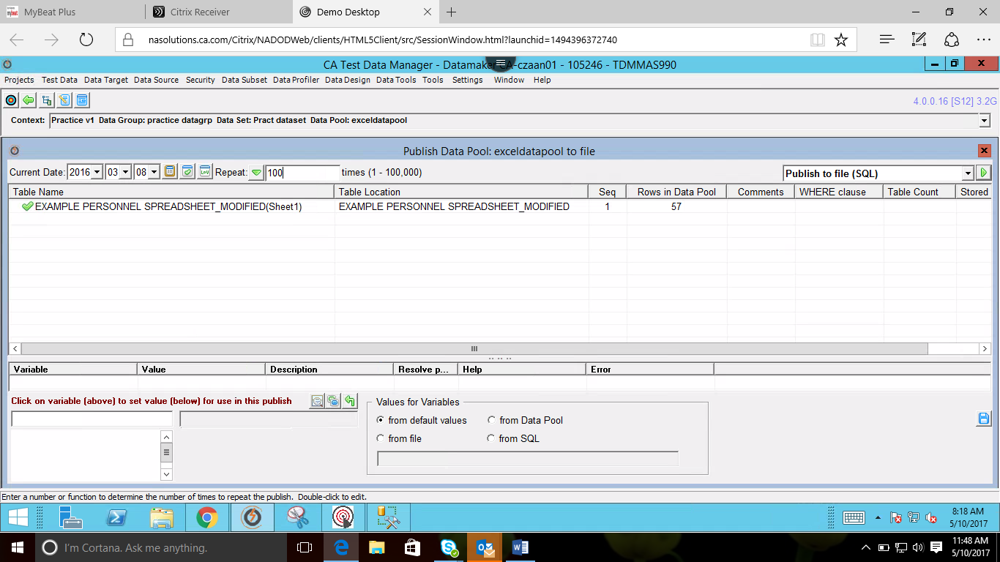 MyBeat Plus
Citrix Receiver
Demo Desktop
nasolutions.ca.com/Citrix/NADODWeb/clients/HTML5Client/src/SessionWindow.html?launchid=1494396372740
CA Test Data Manager - Datamake CA-czaan01 - 105246 - TDMMAS990
Projects Test Data Data Target Data Source Security Data Subset Data Profiler Data Design Data Tools Tools Settings Window Help
4.0.0.16 [S12] 3.2G
Context: Practice v1 Data Group: practice datagrp Data Set: Pract dataset Data Pool: exceldatapool
Publish Data Pool: exceldatapool to file
Current Date: 2016 03 08 Repeat: 100 times (1 - 100,000) Publish to file (SQL)
Table Name Table Location Seq Rows in Data Pool Comments WHERE clause Table Count Stored
EXAMPLE PERSONNEL SPREADSHEET_MODIFIED(Sheet1) EXAMPLE PERSONNEL SPREADSHEET_MODIFIED 1 57
Variable Value Description Resolve p... Help Error
Click on variable (above) to set value (below) for use in this publish
Values for Variables
from default values from Data Pool
from file from SQL
Enter a number or function to determine the number of times to repeat the publish. Double-click to edit.
8:18 AM
5/10/2017
I'm Cortana. Ask me anything.
11:48 AM
5/10/2017